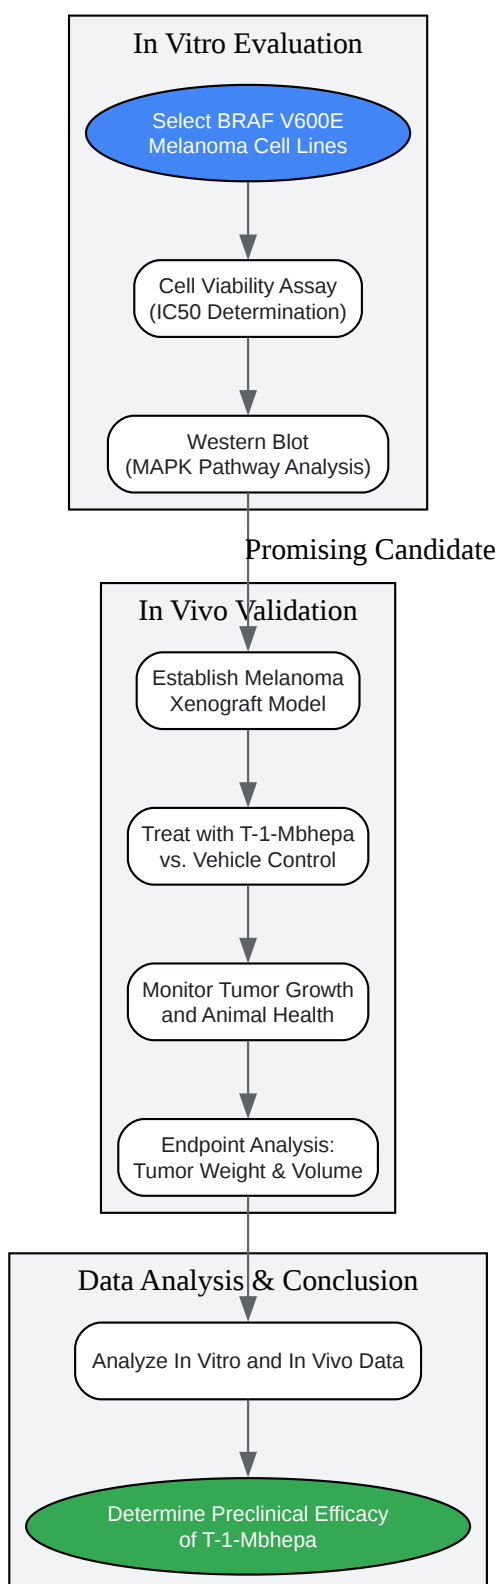 In Vitro Evaluation
Select BRAF V600E
Melanoma Cell Lines
Cell Viability Assay
(IC50 Determination)
Western Blot
(MAPK Pathway Analysis)
Promising Candidate
In Vivo Validation
Establish Melanoma
Xenograft Model
Treat with T-1-Mbhepa
vs. Vehicle Control
Monitor Tumor Growth
and Animal Health
Endpoint Analysis:
Tumor Weight & Volume
Data Analysis & Conclusion
Analyze In Vitro and In Vivo Data
Determine Preclinical Efficacy
of T-1-Mbhepa